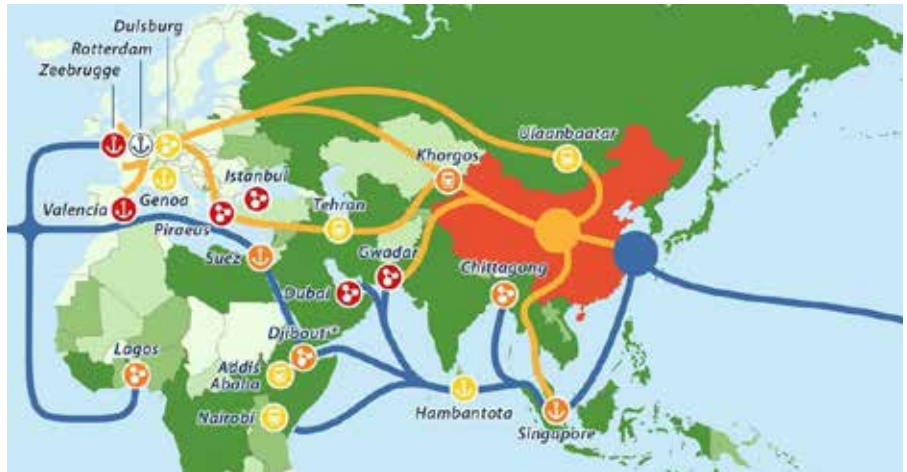 Duisburg
Rotterdam
Zeebrugge
Ulaanbaatar
Khorgos
Istanbul
Tehran
Valencia
Genoa
Piraeus
Suez
Gwadar
Chittagong
Dubai
Djibouti*
Lagos
Addis
Ababa
Nairobi
Hambantota
Singapore